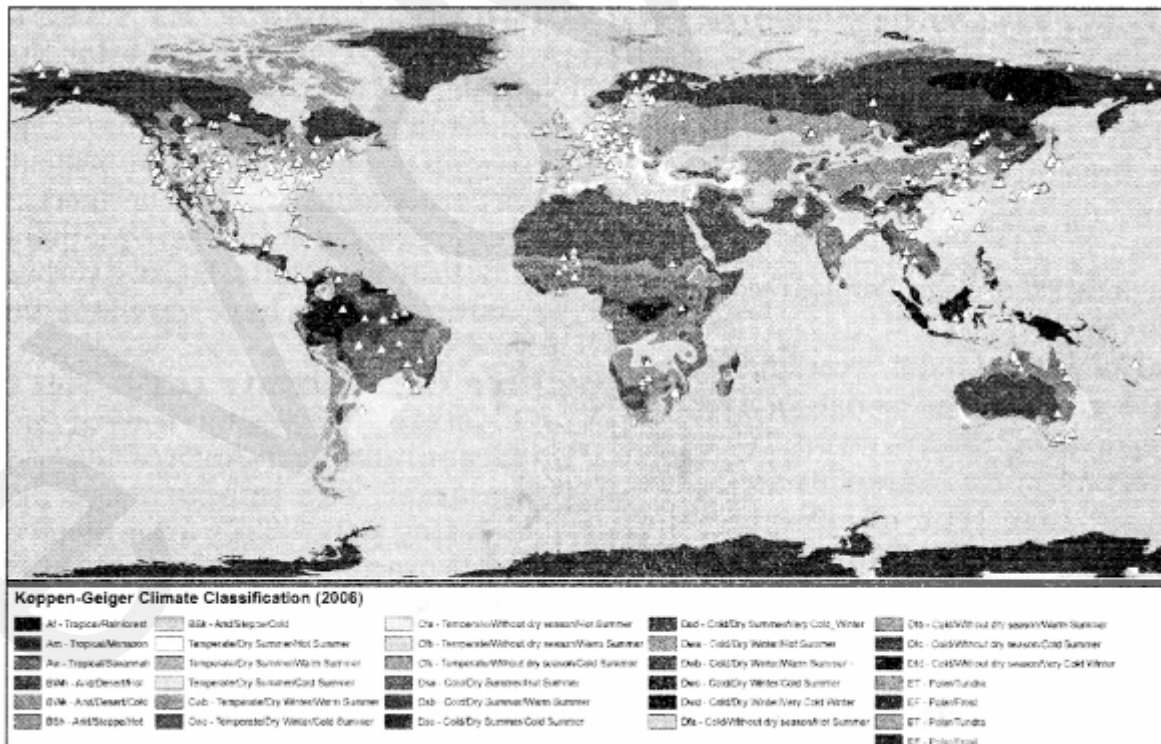 Koppen-Geiger Climate Classification (2006)
Af - Tropical/Rainforest
Am - Tropical/Monsoon
Aw - Tropical/Savannah
BWh - Arid/Desert/Hot
BWk - Arid/Desert/Cold
BSh - Arid/Steppe/Hot
BSk - Arid/Steppe/Cold
Temperate/Dry Summer/Hot Summer
Temperate/Dry Summer/Warm Summer
Temperate/Dry Summer/Cold Summer
Temperate/Dry Winter/Warm Summer
Temperate/Dry Winter/Cold Summer
Cfa - Temperate/Without dry season/Hot Summer
Cfb - Temperate/Without dry season/Warm Summer
Temperate/Without dry season/Cold Summer
Dsa - Cold/Dry Summer/Hot Summer
Dsb - Cold/Dry Summer/Warm Summer
Dsc - Cold/Dry Summer/Cold Summer
Dsd - Cold/Dry Summer/Very Cold Winter
Dwa - Cold/Dry Winter/Hot Summer
Dwb - Cold/Dry Winter/Warm Summer
Dwc - Cold/Dry Winter/Cold Summer
Dwd - Cold/Dry Winter/Very Cold Winter
Dfa - Cold/Without dry season/Hot Summer
Dfb - Cold/Without dry season/Warm Summer
Dfc - Cold/Without dry season/Cold Summer
Dfd - Cold/Without dry season/Very Cold Winter
ET - Polar/Tundra
EF - Polar/Frost
ET - Polar/Tundra
EF - Polar/Frost